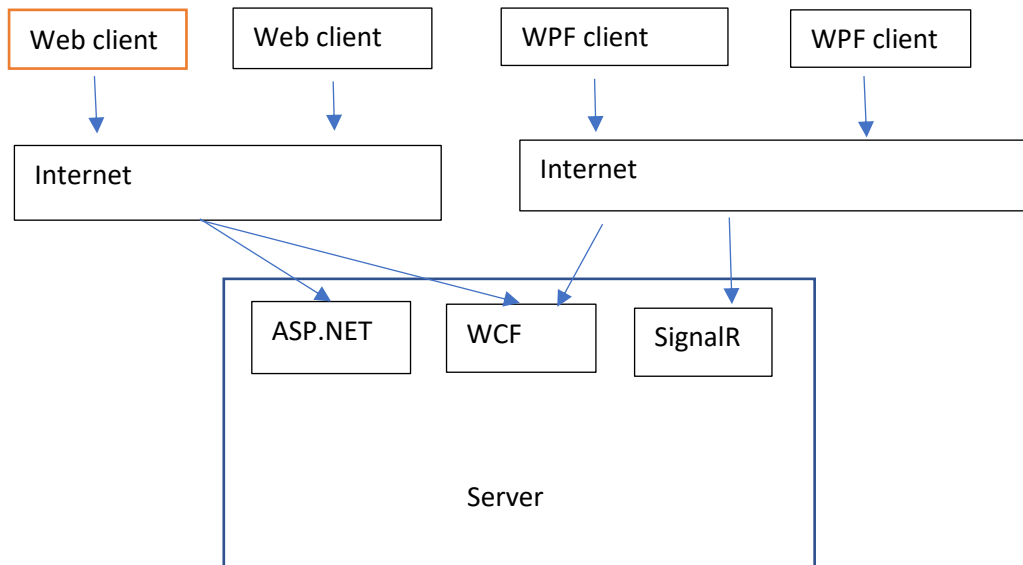 Web client
Web client
WPF client
WPF client
Internet
Internet
ASP.NET
WCF
SignalR
Server